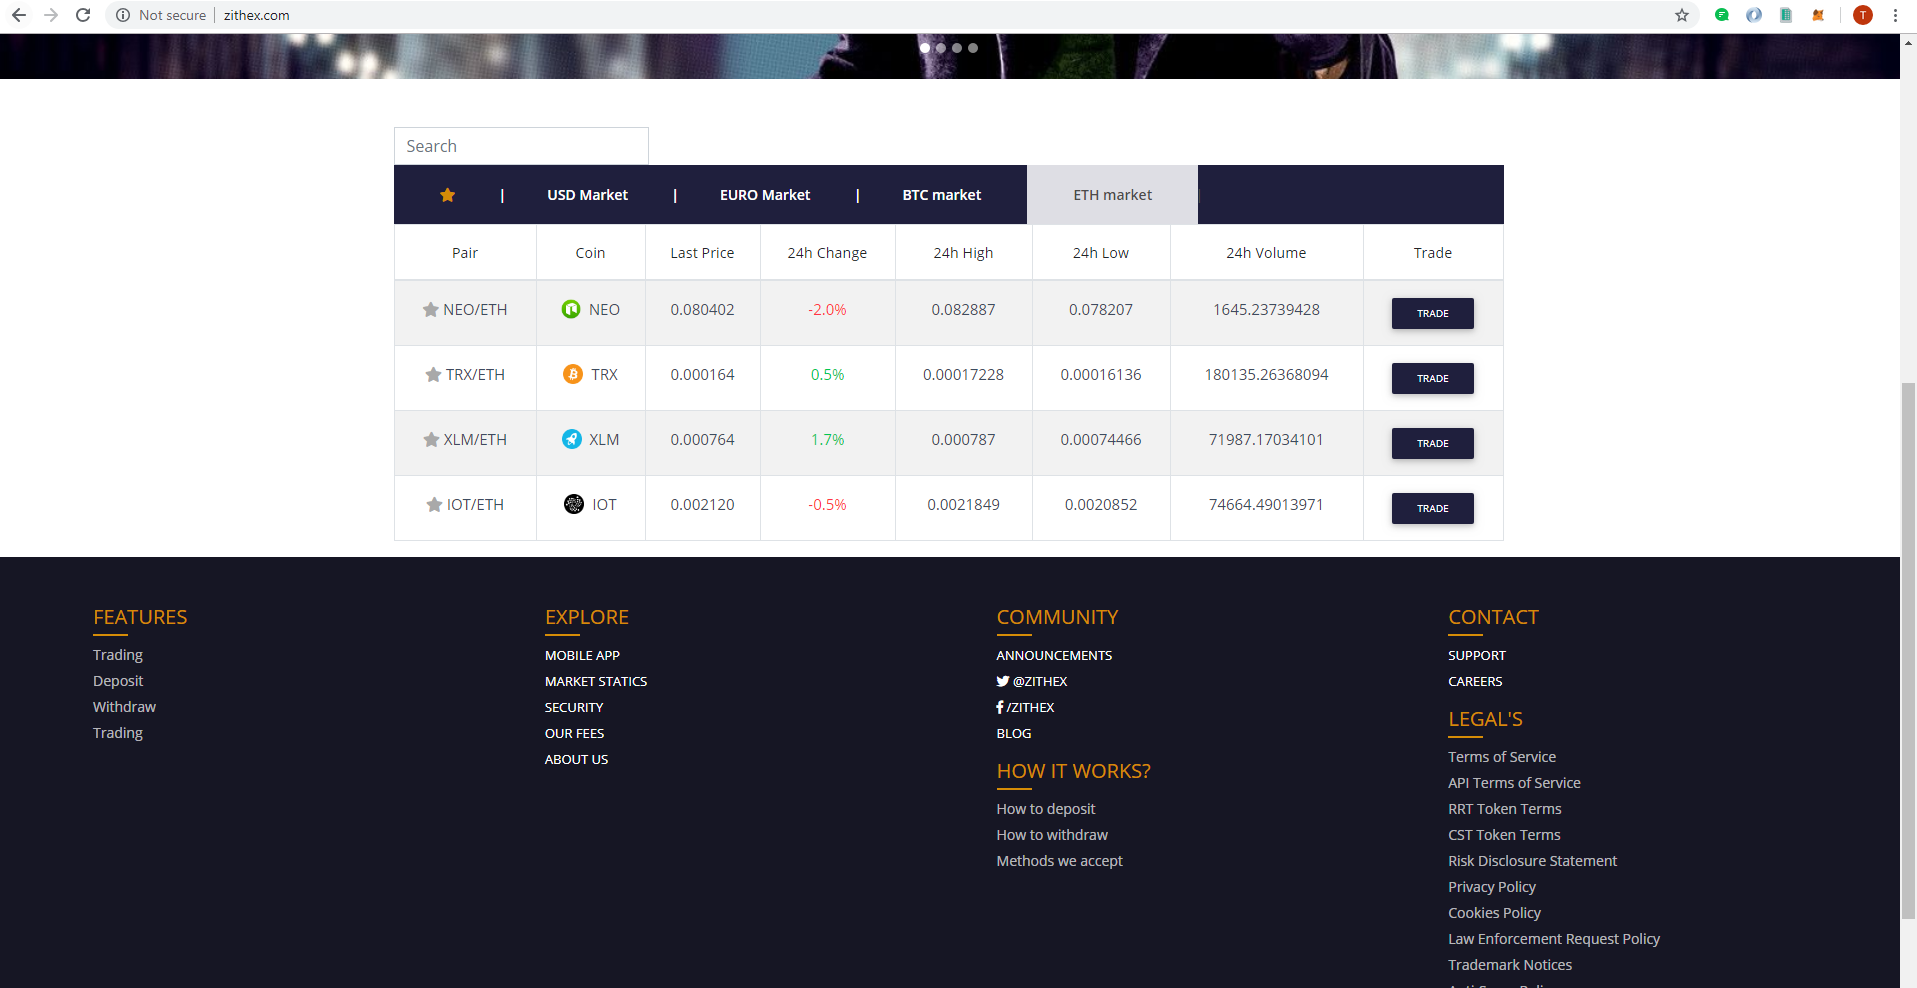 Not secure | zithex.com
T
Search
| USD Market | EURO Market | BTC market ETH market
Pair Coin Last Price 24h Change 24h High 24h Low 24h Volume Trade
NEO/ETH NEO 0.080402 -2.0% 0.082887 0.078207 1645.23739428 TRADE
TRX/ETH TRX 0.000164 0.5% 0.00017228 0.00016136 180135.26368094 TRADE
XLM/ETH XLM 0.000764 1.7% 0.000787 0.00074466 71987.17034101 TRADE
IOT/ETH IOT 0.002120 -0.5% 0.0021849 0.0020852 74664.49013971 TRADE
FEATURES
Trading
Deposit
Withdraw
Trading
EXPLORE
MOBILE APP
MARKET STATICS
SECURITY
OUR FEES
ABOUT US
COMMUNITY
ANNOUNCEMENTS
@ZITHEX
/ZITHEX
BLOG
HOW IT WORKS?
How to deposit
How to withdraw
Methods we accept
CONTACT
SUPPORT
CAREERS
LEGAL'S
Terms of Service
API Terms of Service
RRT Token Terms
CST Token Terms
Risk Disclosure Statement
Privacy Policy
Cookies Policy
Law Enforcement Request Policy
Trademark Notices